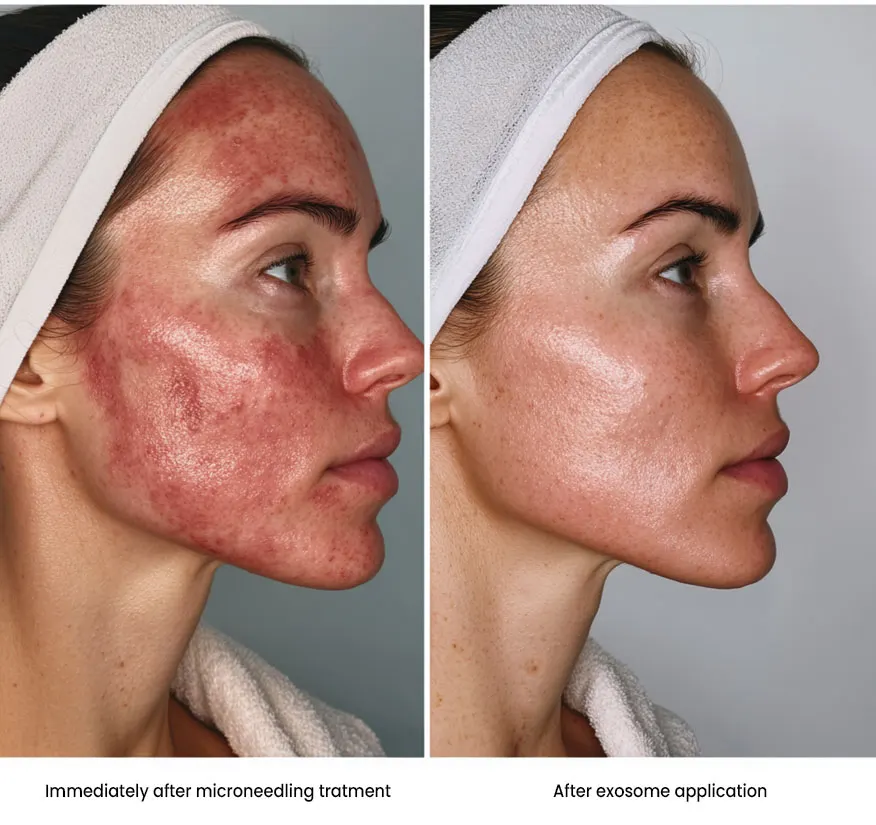 Immediately after microneedling tratment
After exosome application